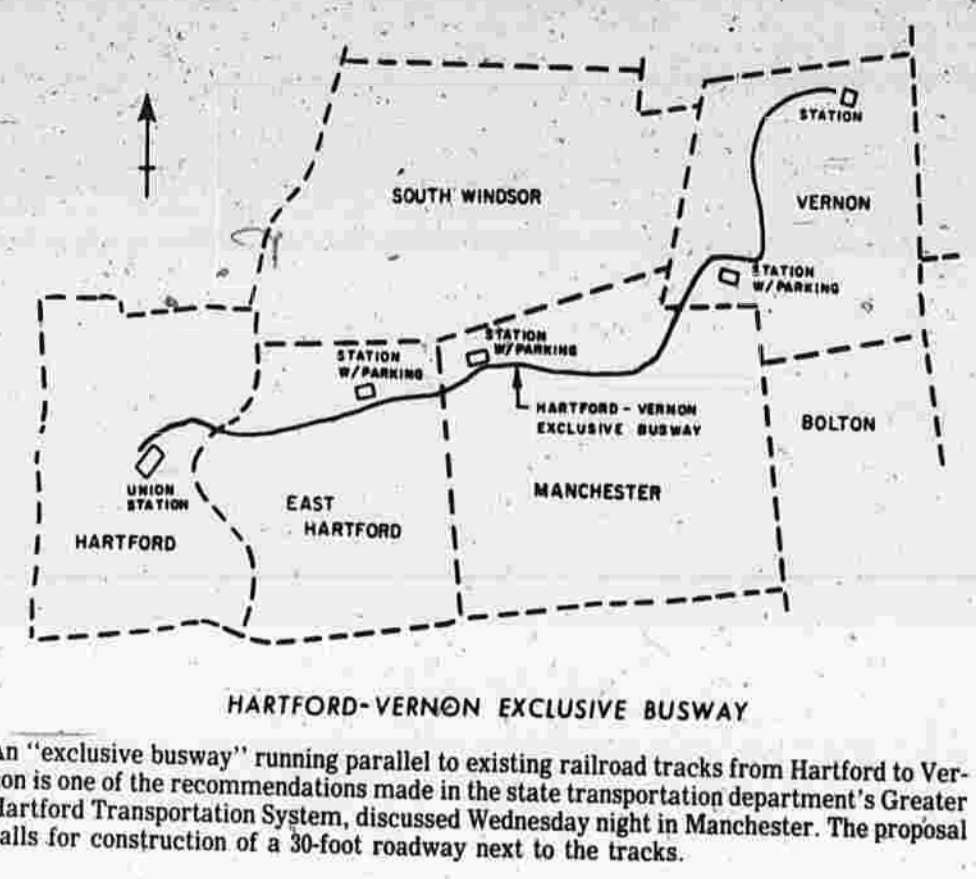 STATION
SOUTH WINDSOR
VERNON
STATION
W/PARKING
STATION
W/PARKING
STATION
W/PARKING
HARTFORD - VERNON
EXCLUSIVE BUSWAY
BOLTON
UNION
STATION
MANCHESTER
EAST
HARTFORD
HARTFORD
HARTFORD-VERNON EXCLUSIVE BUSWAY
An "exclusive busway" running parallel to existing railroad tracks from Hartford to Ver-
on is one of the recommendations made in the state transportation department's Greater
Hartford Transportation System, discussed Wednesday night in Manchester. The proposal
alls for construction of a 30-foot roadway next to the tracks.